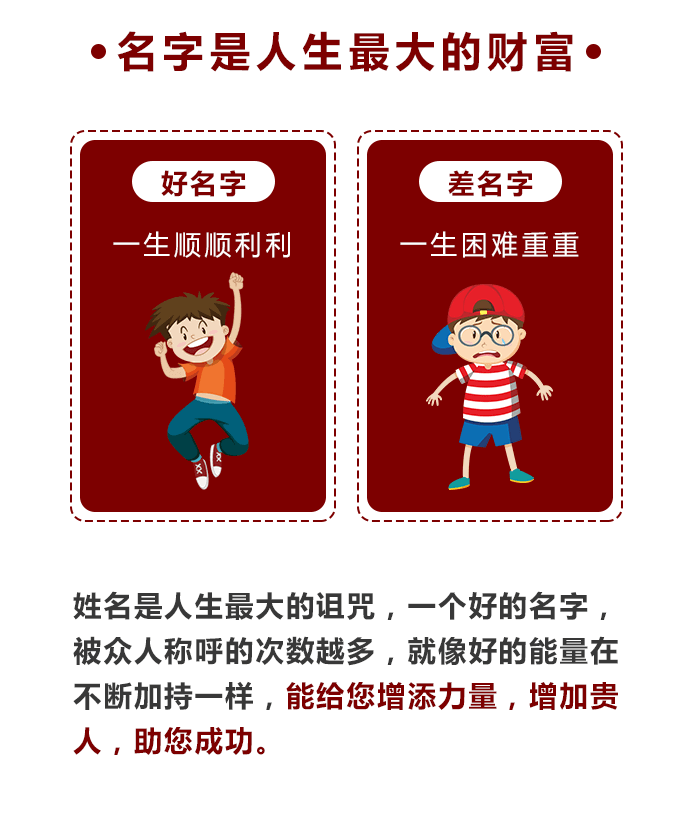 •名字是人生最大的财富•
好名字
一生顺顺利利
差名字
一生困难重重
姓名是人生最大的诅咒，一个好的名字，
被众人称呼的次数越多，就像好的能量在
不断加持一样，能给您增添力量，增加贵
人，助您成功。